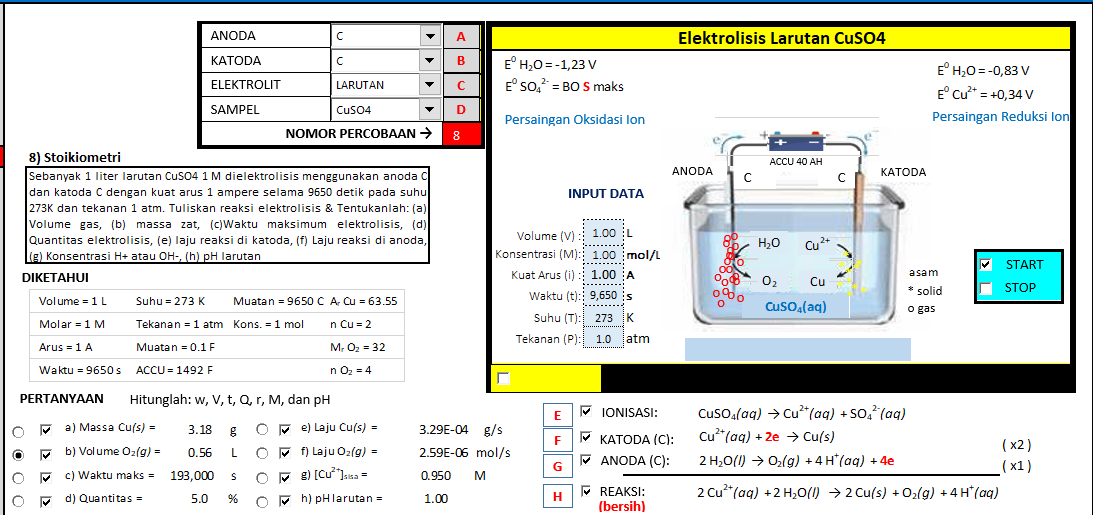 ANODA C A
KATODA C B
ELEKTROLIT LARUTAN C
SAMPEL CuSO4 D
NOMOR PERCOBAAN → 8
8) Stoikiometri
Sebanyak 1 liter larutan CuSO4 1 M dielektrolisis menggunakan anoda C
dan katoda C dengan kuat arus 1 ampere selama 9650 detik pada suhu
273K dan tekanan 1 atm. Tuliskan reaksi elektrolisis & Tentukanlah: (a)
Volume gas, (b) massa zat, (c)Waktu maksimum elektrolisis, (d)
Quantitas elektrolisis, (e) laju reaksi di katoda, (f) Laju reaksi di anoda,
(g) Konsentrasi H+ atau OH-, (h) pH larutan
DIKETAHUI
Volume = 1 L Suhu = 273 K Muatan = 9650 C Aᵣ Cu = 63.55
Molar = 1 M Tekanan = 1 atm Kons. = 1 mol n Cu = 2
Arus = 1 A Muatan = 0.1 F Mᵣ O₂ = 32
Waktu = 9650 s ACCU = 1492 F n O₂ = 4
PERTANYAAN Hitunglah: w, V, t, Q, r, M, dan pH
a) Massa Cu(s) = 3.18 g e) Laju Cu(s) = 3.29E-04 g/s
b) Volume O₂(g) = 0.56 L f) Laju O₂(g) = 2.59E-06 mol/s
c) Waktu maks = 193,000 s g) [Cu²⁺]sisa = 0.950 M
d) Quantitas = 5.0 % h) pH larutan = 1.00
Elektrolisis Larutan CuSO4
E⁰ H₂O = -1,23 V
E⁰ SO₄²⁻ = BO S maks
Persaingan Oksidasi Ion
E⁰ H₂O = -0,83 V
E⁰ Cu²⁺ = +0,34 V
Persaingan Reduksi Ion
e⁻ + − e⁻
ACCU 40 AH
ANODA C C KATODA
INPUT DATA
Volume (V) : 1.00 L
Konsentrasi (M): 1.00 mol/L
Kuat Arus (i) : 1.00 A
Waktu (t): 9,650 s
Suhu (T): 273 K
Tekanan (P): 1.0 atm
H₂O Cu²⁺
O₂ Cu
CuSO₄(aq)
asam
* solid
o gas
START
STOP
E IONISASI: CuSO₄(aq) → Cu²⁺(aq) + SO₄²⁻(aq)
F KATODA (C): Cu²⁺(aq) + 2e → Cu(s) ( x2 )
G ANODA (C): 2 H₂O(l) → O₂(g) + 4 H⁺(aq) + 4e ( x1 )
H REAKSI: 2 Cu²⁺(aq) + 2 H₂O(l) → 2 Cu(s) + O₂(g) + 4 H⁺(aq)
(bersih)